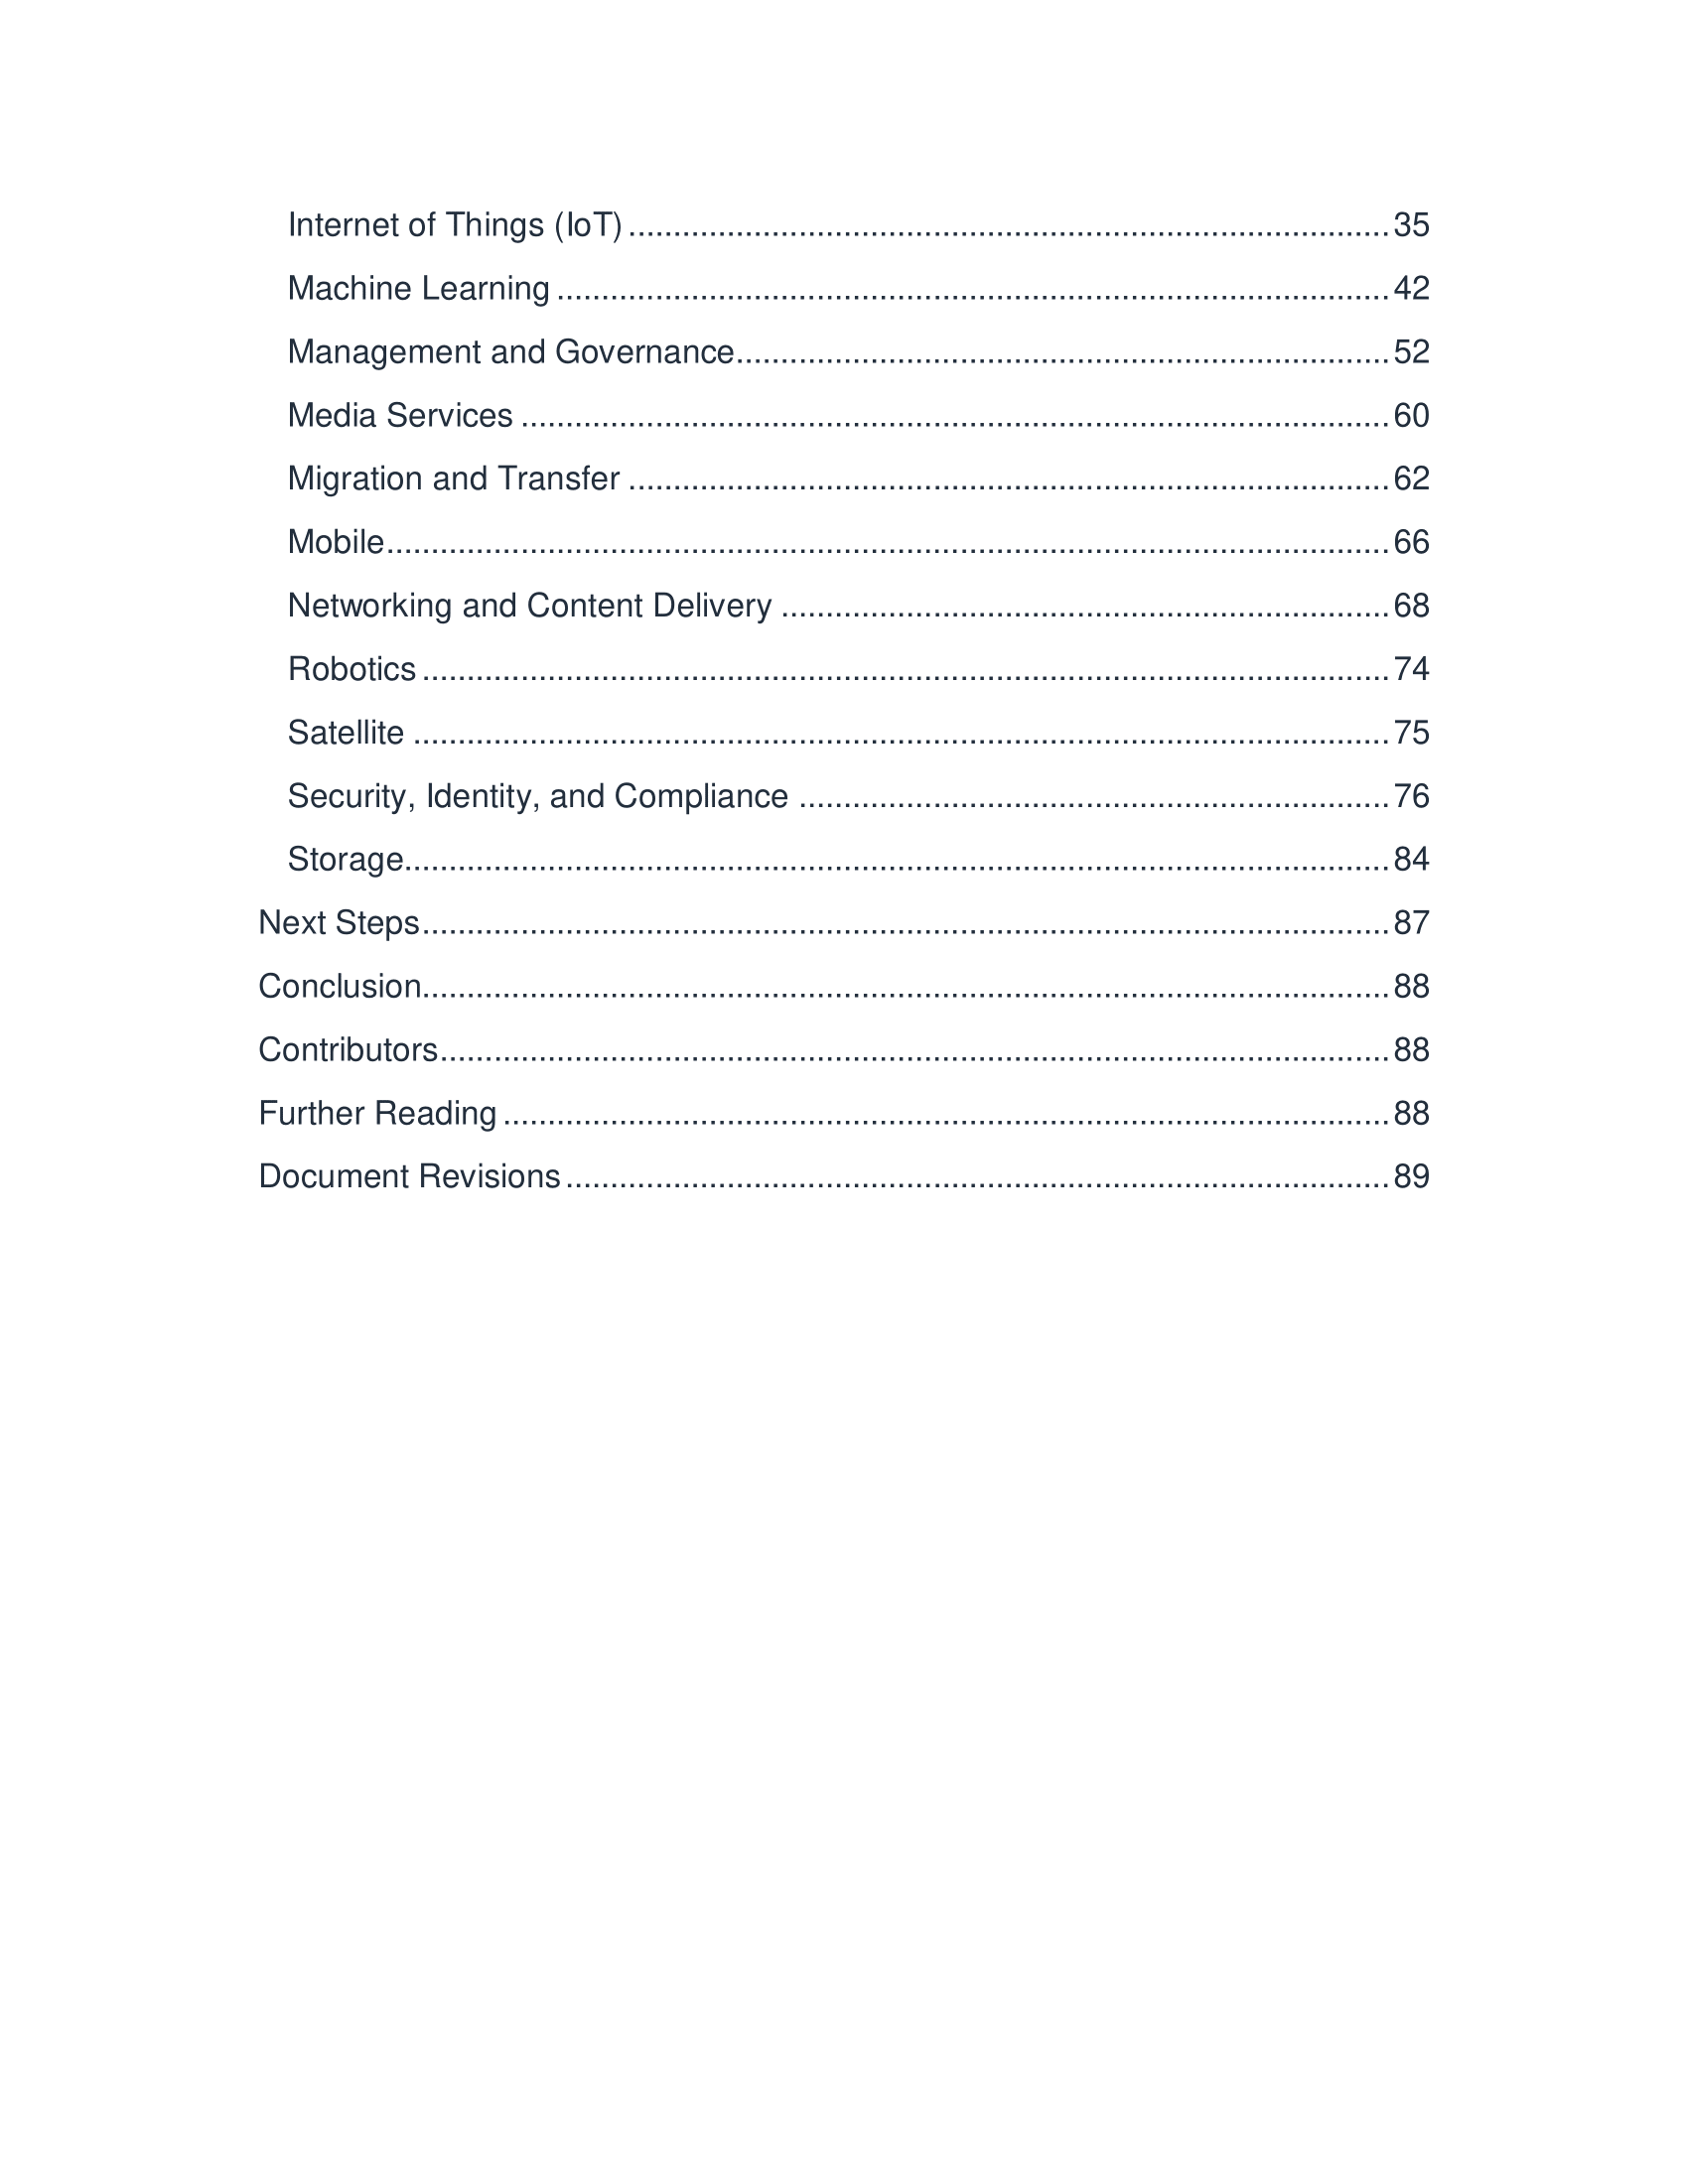 Internet of Things (IoT) ..................................................................................... 35
Machine Learning ............................................................................................. 42
Management and Governance......................................................................... 52
Media Services ................................................................................................. 60
Migration and Transfer ..................................................................................... 62
Mobile................................................................................................................ 66
Networking and Content Delivery .................................................................... 68
Robotics ............................................................................................................ 74
Satellite ............................................................................................................. 75
Security, Identity, and Compliance .................................................................. 76
Storage.............................................................................................................. 84
Next Steps............................................................................................................ 87
Conclusion............................................................................................................ 88
Contributors.......................................................................................................... 88
Further Reading ................................................................................................... 88
Document Revisions ............................................................................................ 89